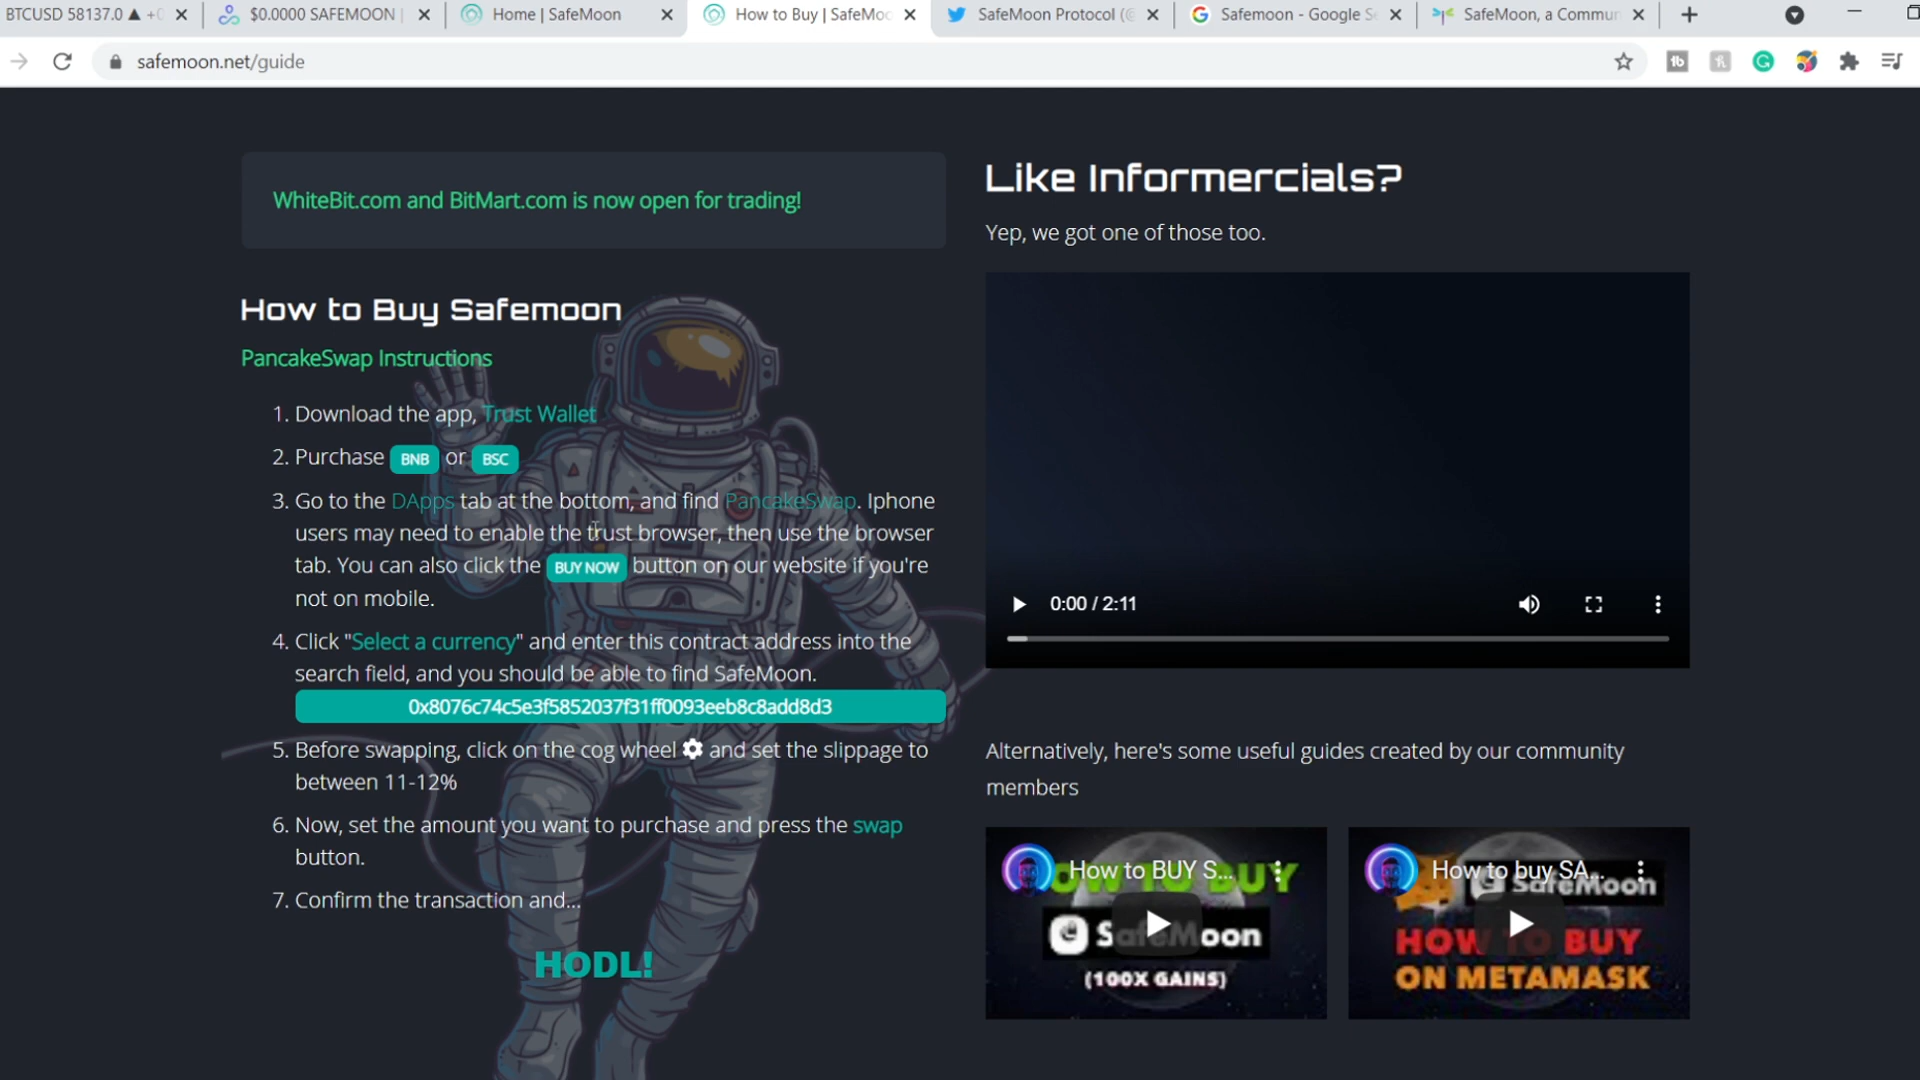 BTCUSD 58137.0 ▲ +0
$0.0000 SAFEMOON |
Home | SafeMoon
How to Buy | SafeMoo
SafeMoon Protocol (@
Safemoon - Google Se
SafeMoon, a Commun
safemoon.net/guide
WhiteBit.com and BitMart.com is now open for trading!
How to Buy Safemoon
PancakeSwap Instructions
1. Download the app, Trust Wallet
2. Purchase BNB or BSC
3. Go to the DApps tab at the bottom, and find PancakeSwap. Iphone
users may need to enable the trust browser, then use the browser
tab. You can also click the BUY NOW button on our website if you're
not on mobile.
4. Click "Select a currency" and enter this contract address into the
search field, and you should be able to find SafeMoon.
0x8076c74c5e3f5852037f31ff0093eeb8c8add8d3
5. Before swapping, click on the cog wheel and set the slippage to
between 11-12%
6. Now, set the amount you want to purchase and press the swap
button.
7. Confirm the transaction and...
HODL!
Like Informercials?
Yep, we got one of those too.
0:00 / 2:11
Alternatively, here's some useful guides created by our community
members
How to BUY S...
HOW TO BUY
SafeMoon
(100X GAINS)
How to buy SA...
SafeMoon
HOW TO BUY
ON METAMASK